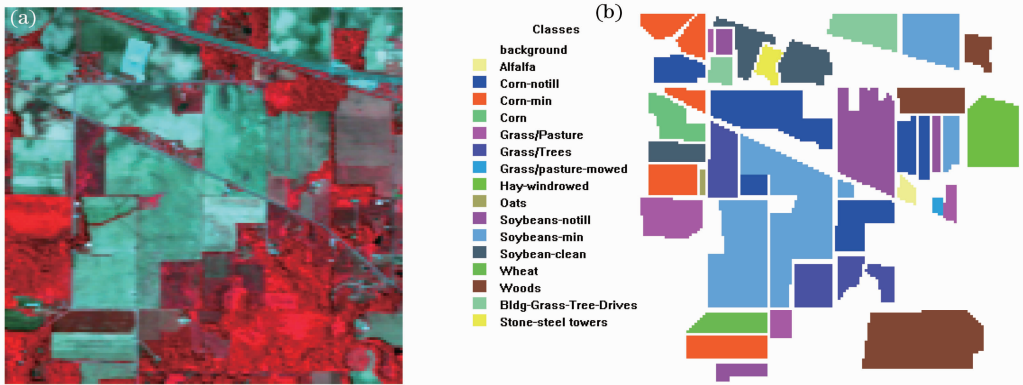 (a)
(b)
Classes
background
Alfalfa
Corn-notill
Corn-min
Corn
Grass/Pasture
Grass/Trees
Grass/pasture-mowed
Hay-windrowed
Oats
Soybeans-notill
Soybeans-min
Soybean-clean
Wheat
Woods
Bldg-Grass-Tree-Drives
Stone-steel towers